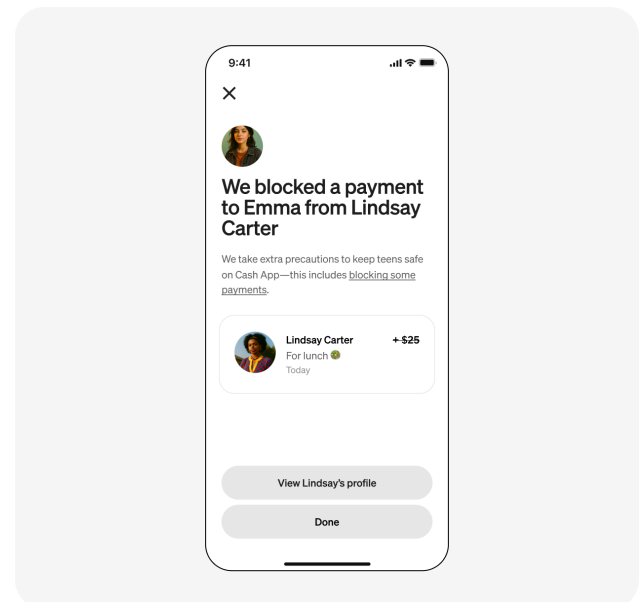 9:41
We blocked a payment
to Emma from Lindsay
Carter
We take extra precautions to keep teens safe
on Cash App—this includes blocking some
payments.
Lindsay Carter + $25
For lunch 🥗
Today
View Lindsay's profile
Done